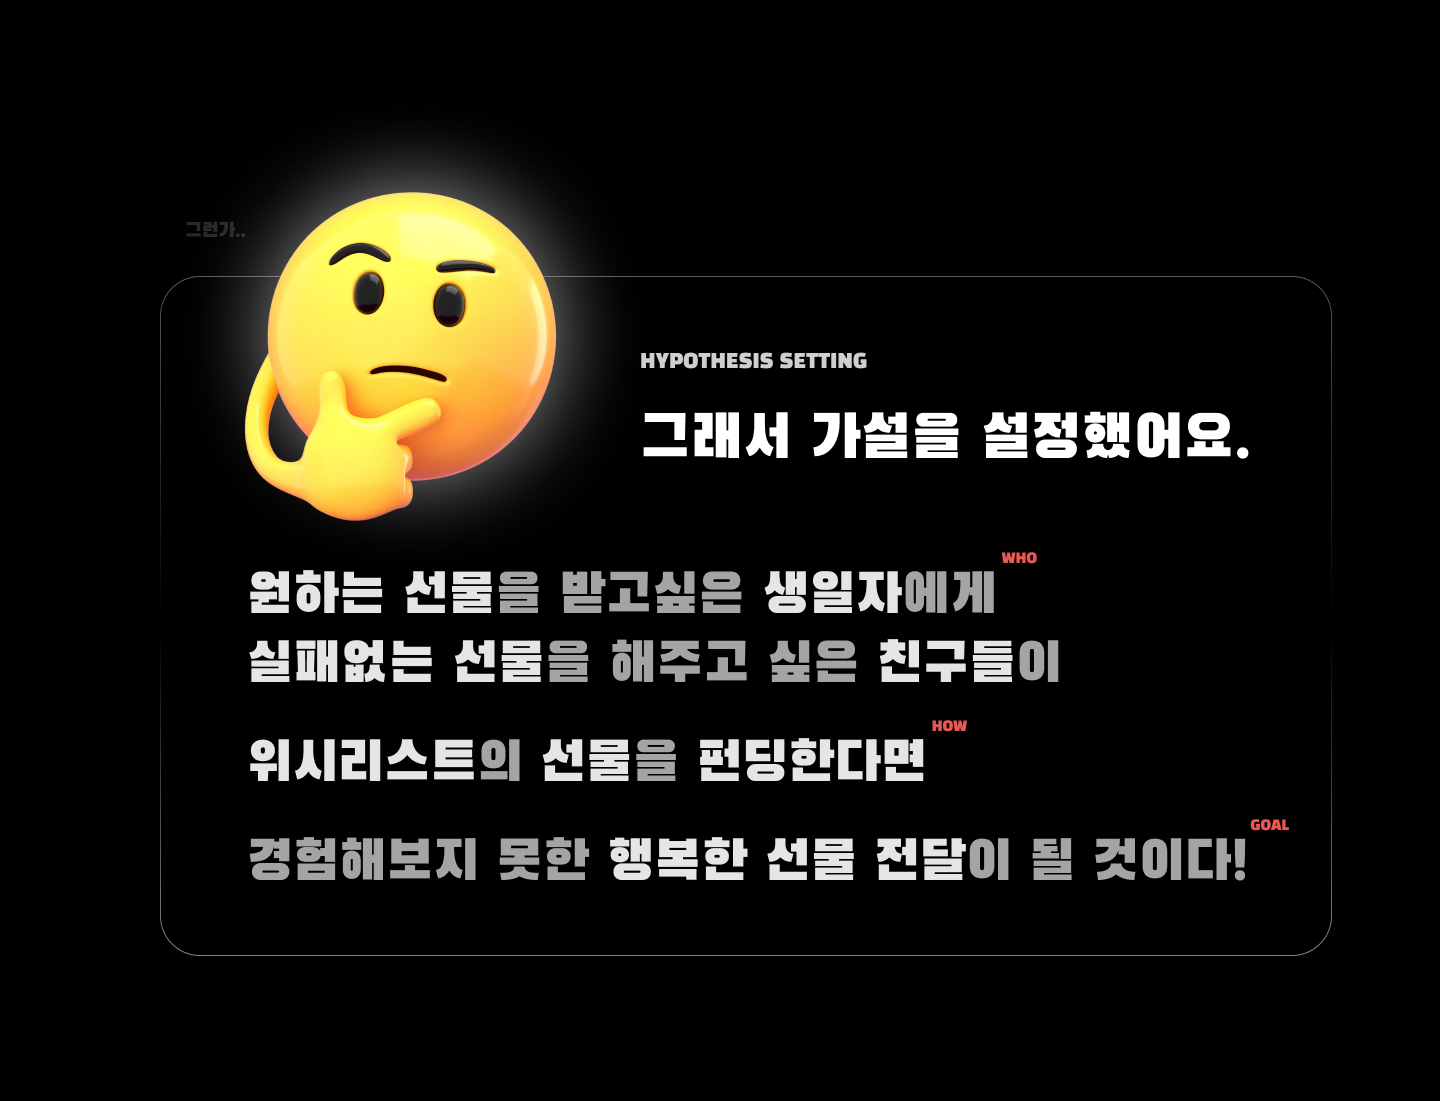 그런가..
HYPOTHESIS SETTING
그래서 가설을 설정했어요.
WHO
원하는 선물을 받고싶은 생일자에게
실패없는 선물을 해주고 싶은 친구들이
HOW
위시리스트의 선물을 펀딩한다면
GOAL
경험해보지 못한 행복한 선물 전달이 될 것이다!